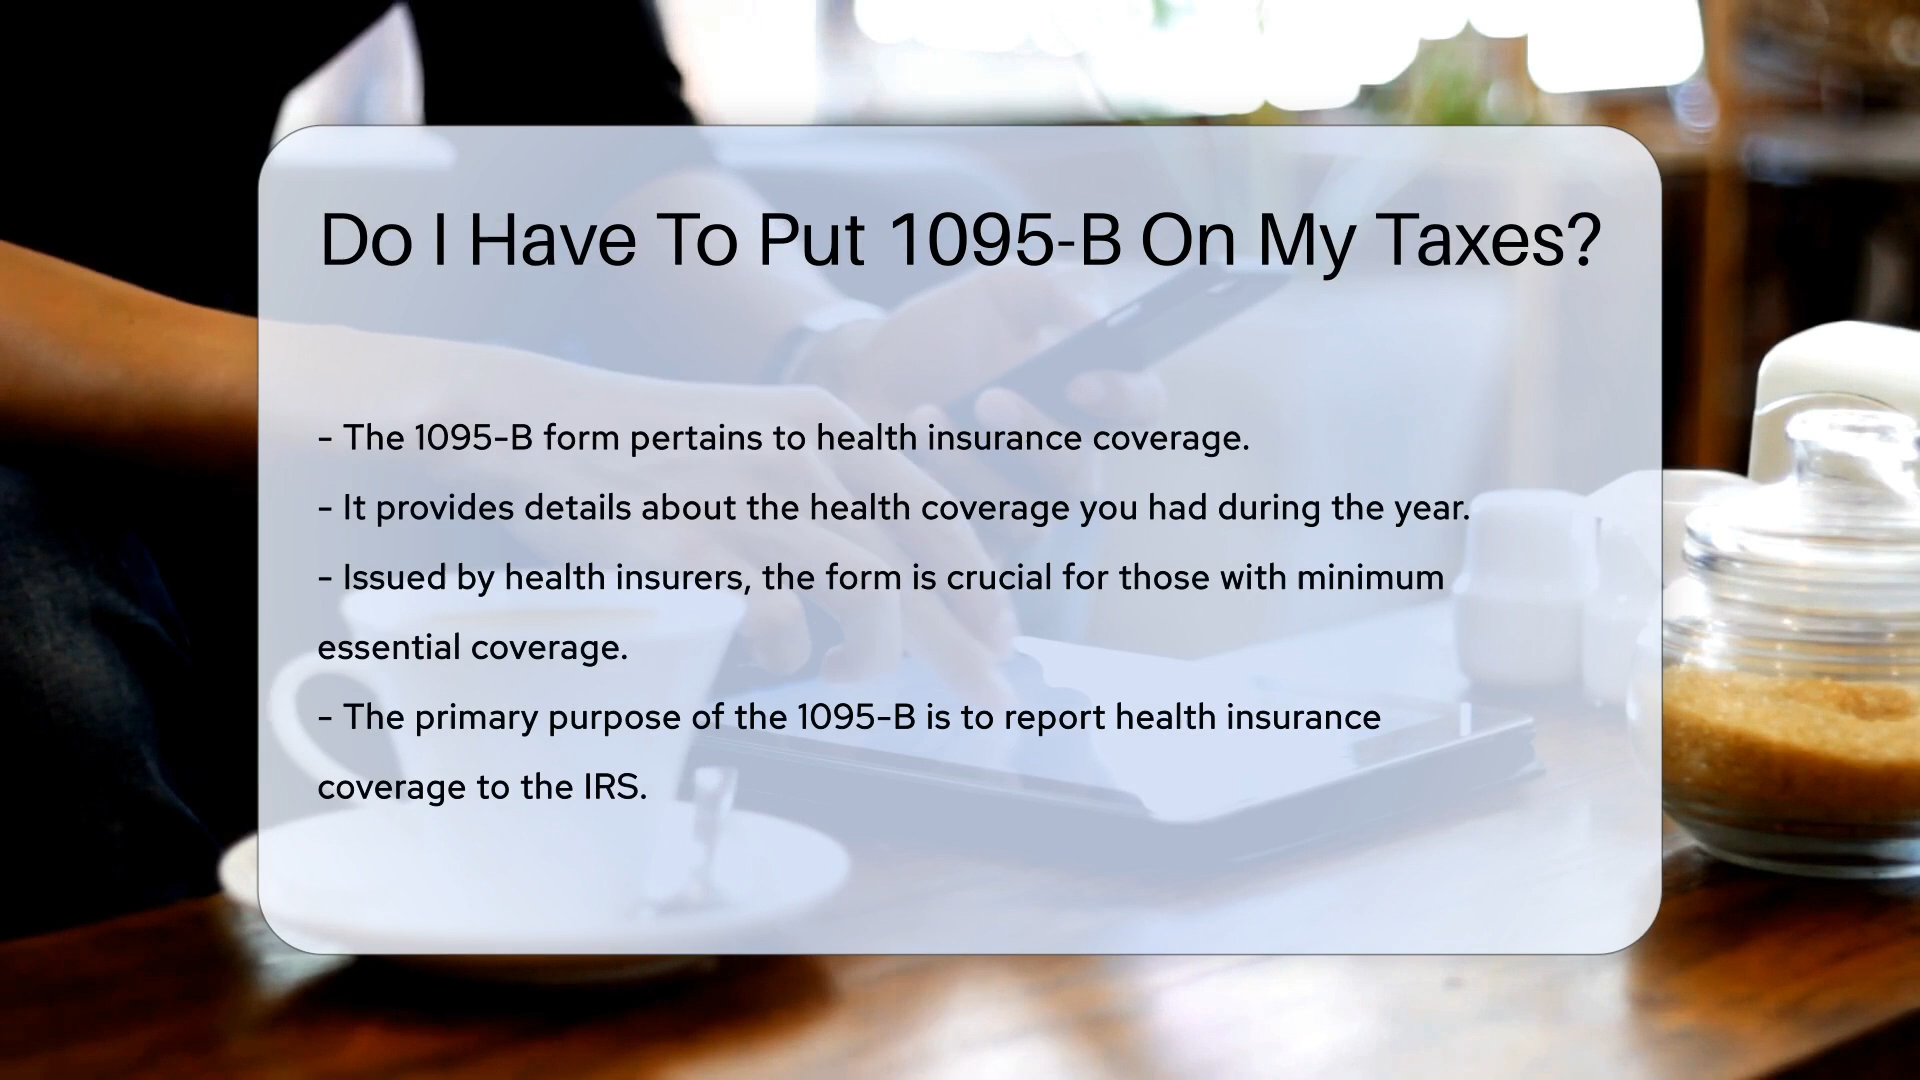 Do I Have To Put 1095-B On My Taxes?
- The 1095-B form pertains to health insurance coverage.
- It provides details about the health coverage you had during the year.
- Issued by health insurers, the form is crucial for those with minimum
essential coverage.
- The primary purpose of the 1095-B is to report health insurance
coverage to the IRS.